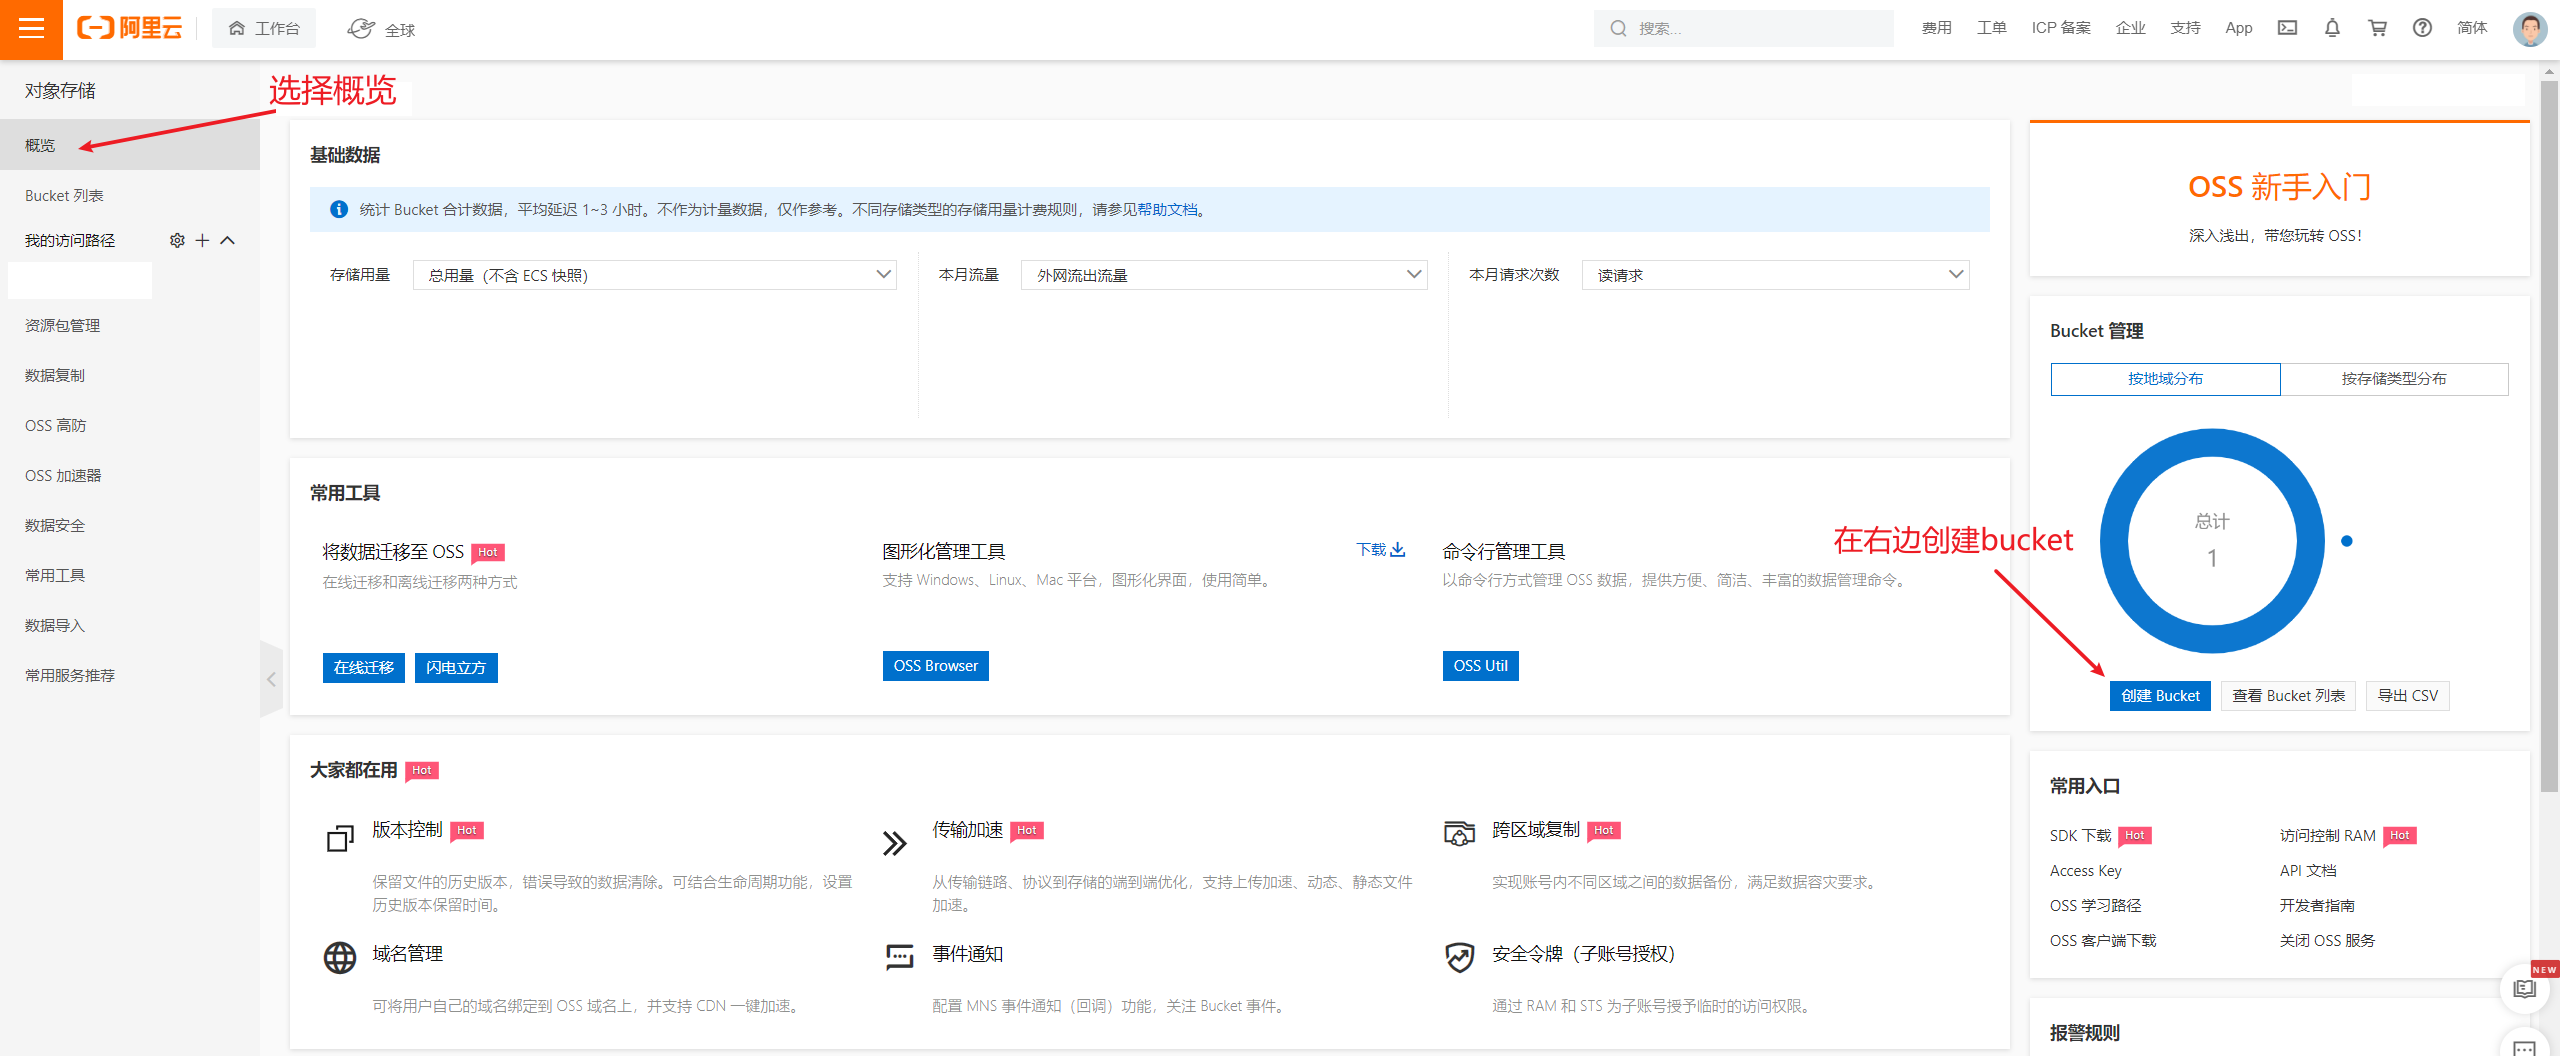 阿里云
工作台
全球
搜索...
费用
工单
ICP 备案
企业
支持
App
简体
对象存储
选择概览
概览
Bucket 列表
我的访问路径
资源包管理
数据复制
OSS 高防
OSS 加速器
数据安全
常用工具
数据导入
常用服务推荐
基础数据
统计 Bucket 合计数据，平均延迟 1~3 小时。不作为计量数据，仅作参考。不同存储类型的存储用量计费规则，请参见帮助文档。
存储用量
总用量（不含 ECS 快照）
本月流量
外网流出流量
本月请求次数
读请求
常用工具
将数据迁移至 OSS Hot
在线迁移和离线迁移两种方式
在线迁移
闪电立方
图形化管理工具
下载
支持 Windows、Linux、Mac 平台，图形化界面，使用简单。
OSS Browser
命令行管理工具
以命令行方式管理 OSS 数据，提供方便、简洁、丰富的数据管理命令。
OSS Util
大家都在用 Hot
版本控制 Hot
保留文件的历史版本，错误导致的数据清除。可结合生命周期功能，设置
历史版本保留时间。
传输加速 Hot
从传输链路、协议到存储的端到端优化，支持上传加速、动态、静态文件
加速。
跨区域复制 Hot
实现账号内不同区域之间的数据备份，满足数据容灾要求。
域名管理
可将用户自己的域名绑定到 OSS 域名上，并支持 CDN 一键加速。
事件通知
配置 MNS 事件通知（回调）功能，关注 Bucket 事件。
安全令牌（子账号授权）
通过 RAM 和 STS 为子账号授予临时的访问权限。
OSS 新手入门
深入浅出，带您玩转 OSS！
Bucket 管理
按地域分布
按存储类型分布
总计
1
在右边创建bucket
创建 Bucket
查看 Bucket 列表
导出 CSV
常用入口
SDK 下载 Hot
访问控制 RAM Hot
Access Key
API 文档
OSS 学习路径
开发者指南
OSS 客户端下载
关闭 OSS 服务
NEW
报警规则